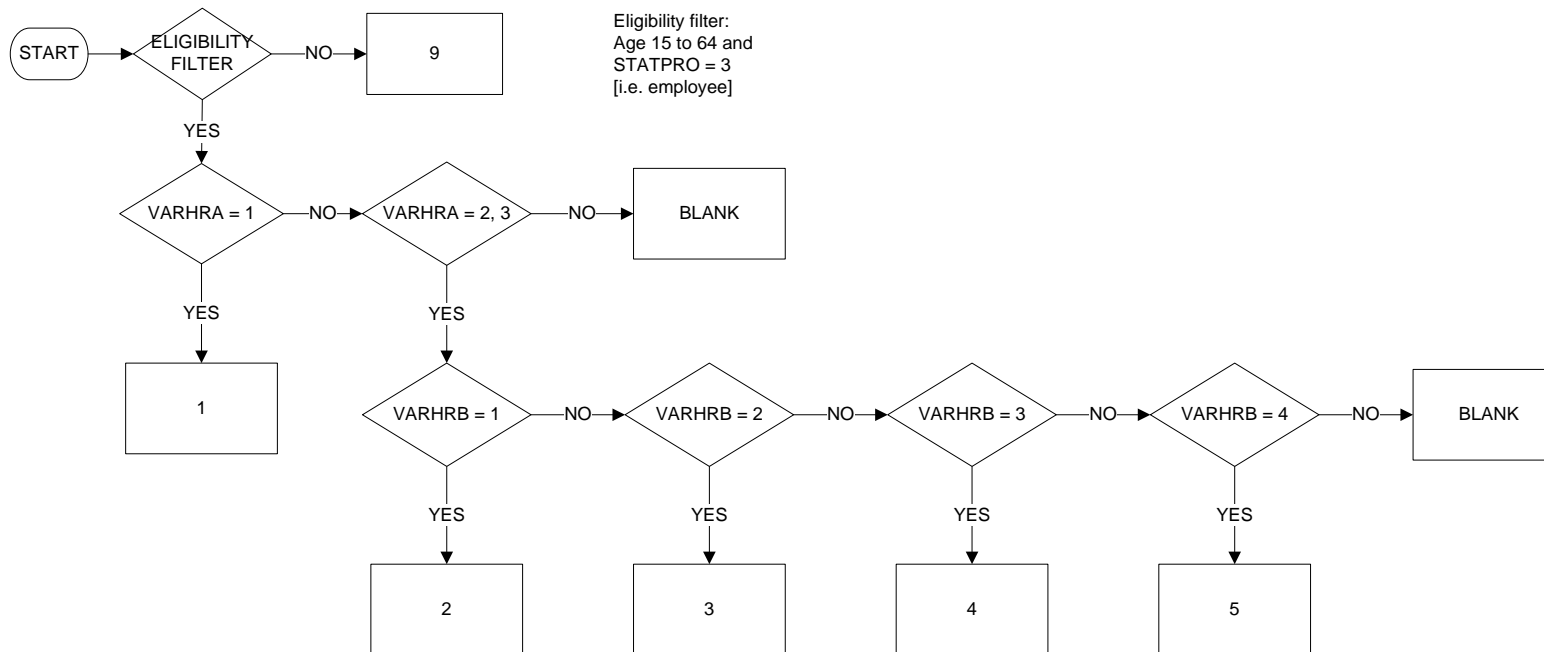 START
ELIGIBILITY
FILTER
NO
9
Eligibility filter:
Age 15 to 64 and
STATPRO = 3
[i.e. employee]
YES
VARHRA = 1
NO
VARHRA = 2, 3
NO
BLANK
YES
YES
1
VARHRB = 1
NO
VARHRB = 2
NO
VARHRB = 3
NO
VARHRB = 4
NO
BLANK
YES
YES
YES
YES
2
3
4
5